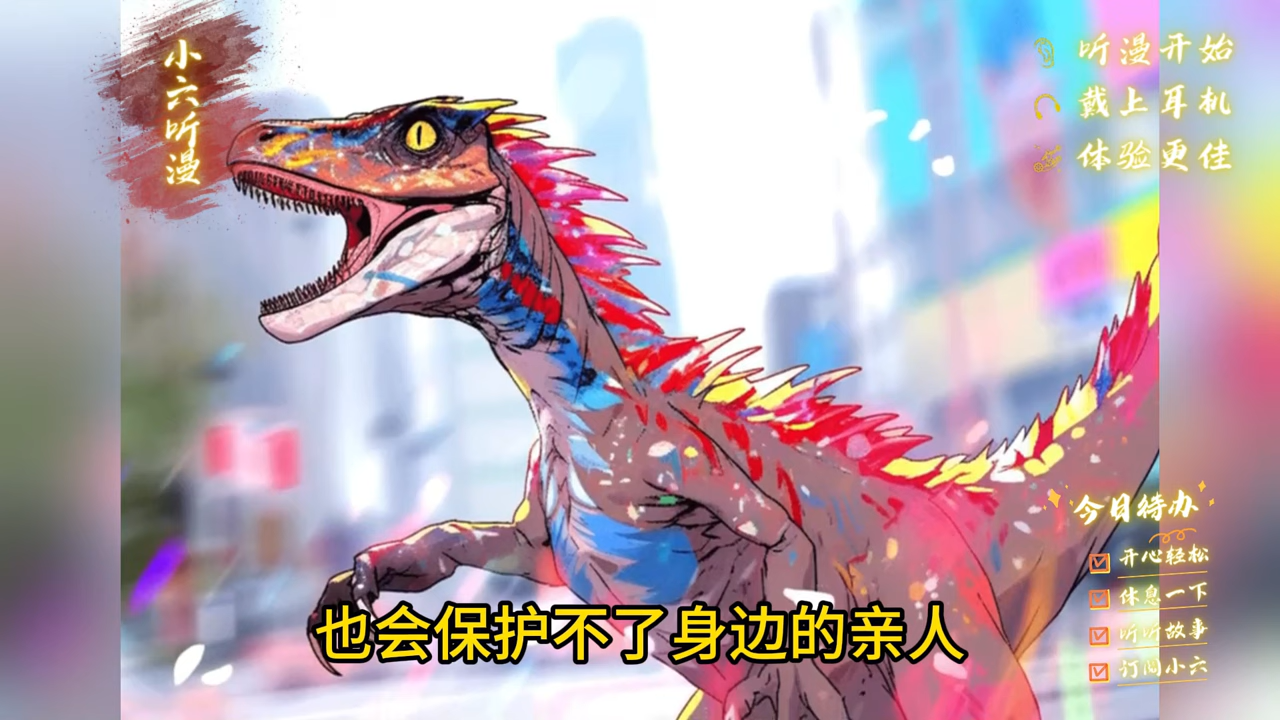 小六听漫
听漫开始
戴上耳机
体验更佳
今日待办
开心轻松
休息一下
听听故事
订阅小六
也会保护不了身边的亲人